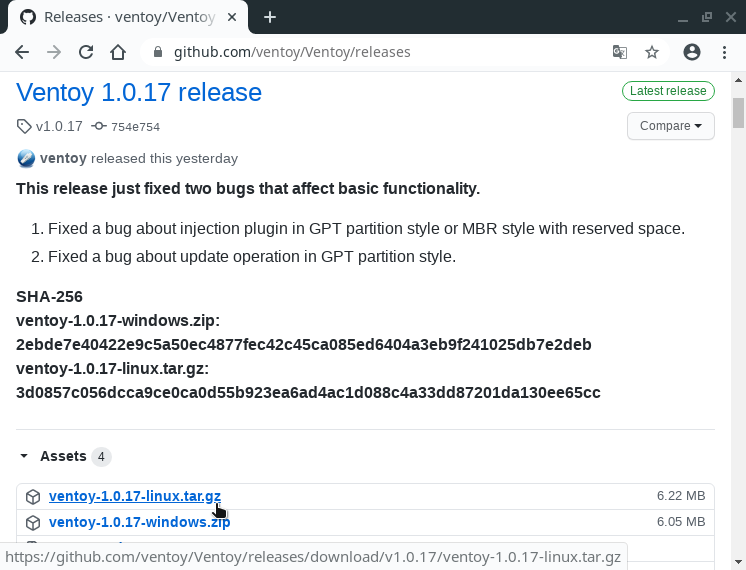 Releases · ventoy/Ventoy
github.com/ventoy/Ventoy/releases
Ventoy 1.0.17 release
Latest release
v1.0.17 754e754
Compare
ventoy released this yesterday
This release just fixed two bugs that affect basic functionality.
1. Fixed a bug about injection plugin in GPT partition style or MBR style with reserved space.
2. Fixed a bug about update operation in GPT partition style.
SHA-256
ventoy-1.0.17-windows.zip:
2ebde7e40422e9c5a50ec4877fec42c45ca085ed6404a3eb9f241025db7e2deb
ventoy-1.0.17-linux.tar.gz:
3d0857c056dcca9ce0ca0d55b923ea6ad4ac1d088c4a33dd87201da130ee65cc
Assets 4
ventoy-1.0.17-linux.tar.gz 6.22 MB
ventoy-1.0.17-windows.zip 6.05 MB
https://github.com/ventoy/Ventoy/releases/download/v1.0.17/ventoy-1.0.17-linux.tar.gz